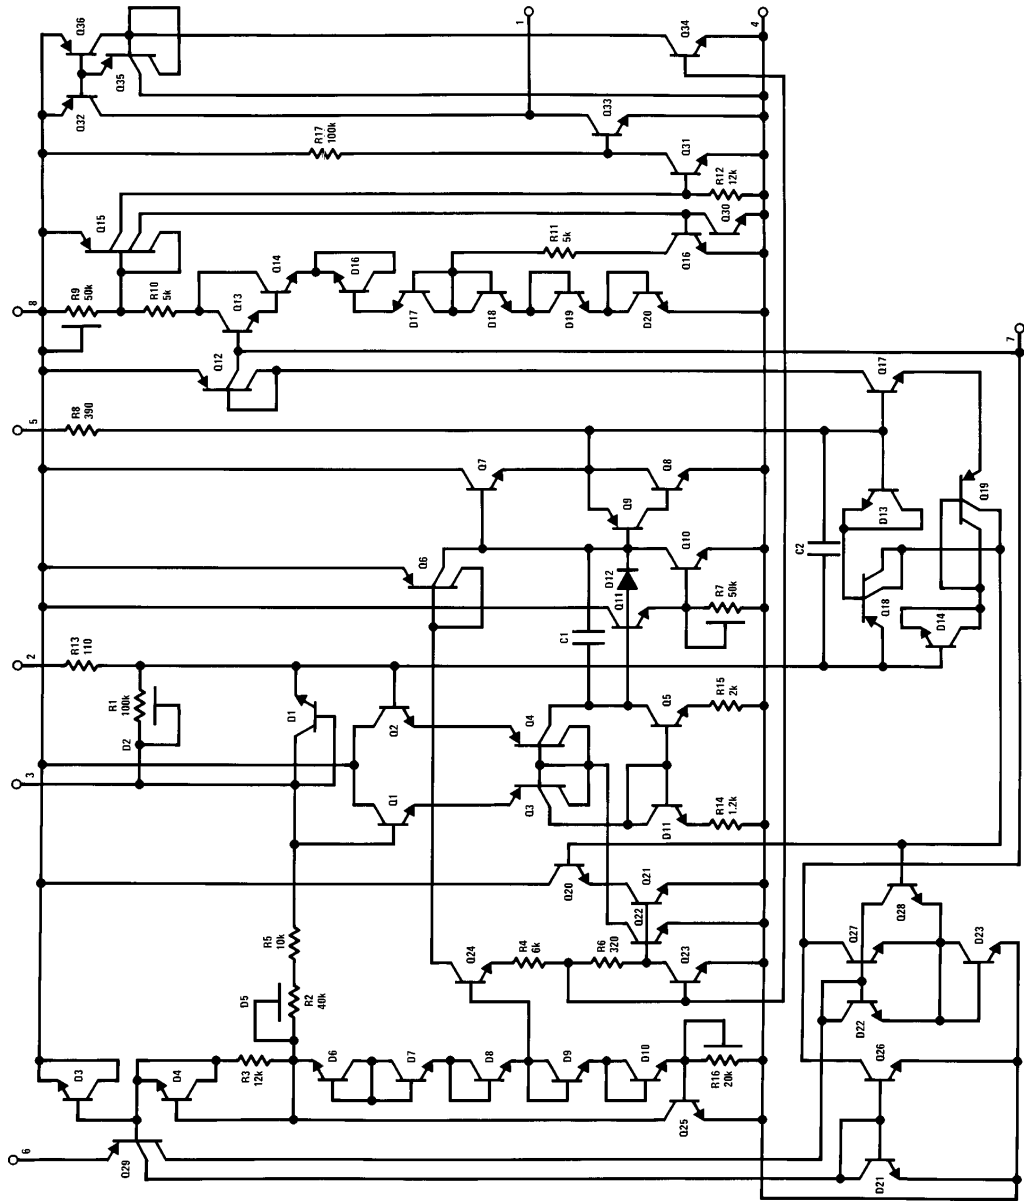 6
3
2
5
8
1
4
7
Q36
Q35
Q32
Q34
Q33
R17
100k
Q31
R12
12k
Q15
Q30
Q16
R11
5k
R9
50k
R10
5k
Q14
Q13
D16
D17
D18
D19
D20
Q12
Q17
R8
390
Q7
Q8
Q9
Q6
Q10
D12
Q11
R7
50k
C1
D13
C2
Q19
Q18
D14
R13
110
R1
100k
D2
D1
Q2
Q1
Q4
Q3
Q5
R15
2k
D11
R14
1.2k
Q20
Q21
Q22
Q24
R4
6k
R6
320
Q23
R5
10k
D5
R2
40k
D3
D4
R3
12k
D6
D7
D8
D9
D10
R16
20k
Q25
Q29
Q28
Q27
D23
D22
Q26
D21